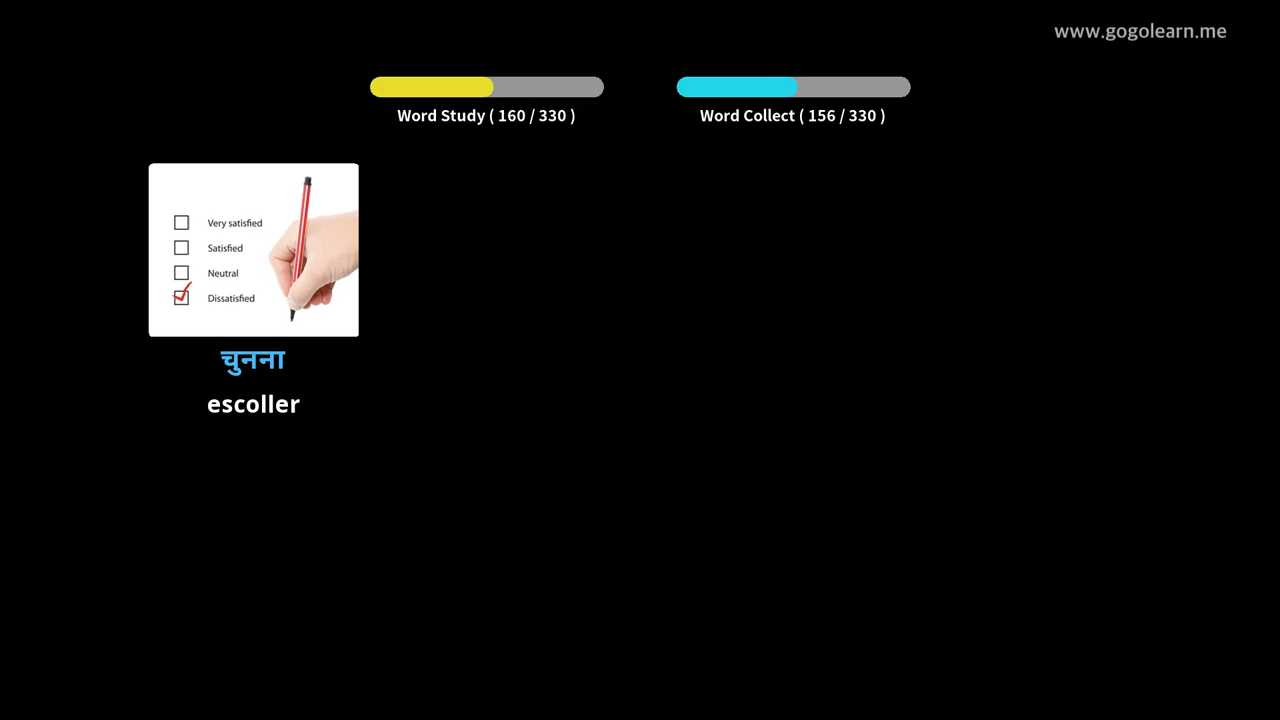 www.gogolearn.me
Word Study ( 160 / 330 )
Word Collect ( 156 / 330 )
Very satisfied
Satisfied
Neutral
Dissatisfied
चुनना
escoller